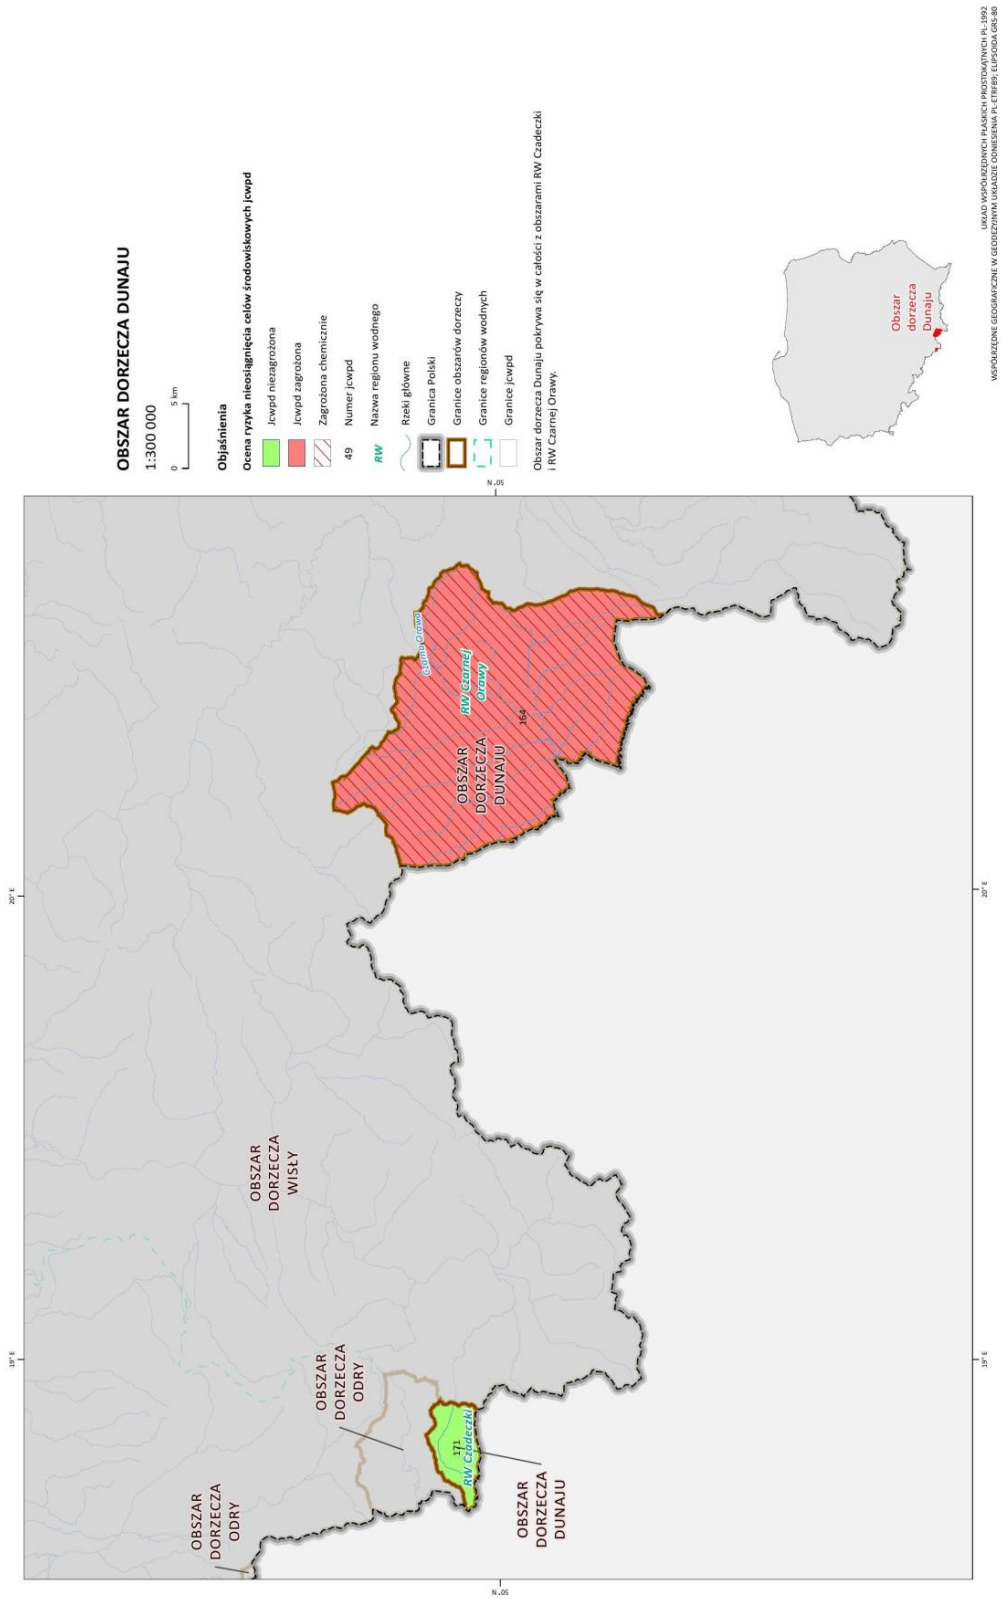 OBSZAR DORZECZA DUNAJU
1:300 000
0 5 km
Objaśnienia
Ocena ryzyka nieosiągnięcia celów środowiskowych jcwpd
Jcwpd niezagrożona
Jcwpd zagrożona
Zagrożona chemicznie
49 Numer jcwpd
RW Nazwa regionu wodnego
Rzeki główne
Granica Polski
Granice obszarów dorzeczy
Granice regionów wodnych
Granice jcwpd
Obszar dorzecza Dunaju pokrywa się w całości z obszarami RW Czadeczki
i RW Czarnej Orawy.
Obszar
dorzecza
Dunaju
UKŁAD WSPÓŁRZĘDNYCH PŁASKICH PROSTOKĄTNYCH PL-1992
WSPÓŁRZĘDNE GEOGRAFICZNE W GEODEZYJNYM UKŁADZIE ODNIESIENIA PL-ETRF89; ELIPSOIDA GRS-80
19° E
20° E
OBSZAR
DORZECZA
ODRY
OBSZAR
DORZECZA
ODRY
OBSZAR
DORZECZA
WISŁY
171
RW Czadeczki
OBSZAR
DORZECZA
DUNAJU
OBSZAR
DORZECZA
DUNAJU
Czarna Orawa
RW Czarnej
Orawy
164
N .05
N .05
19° E
20° E